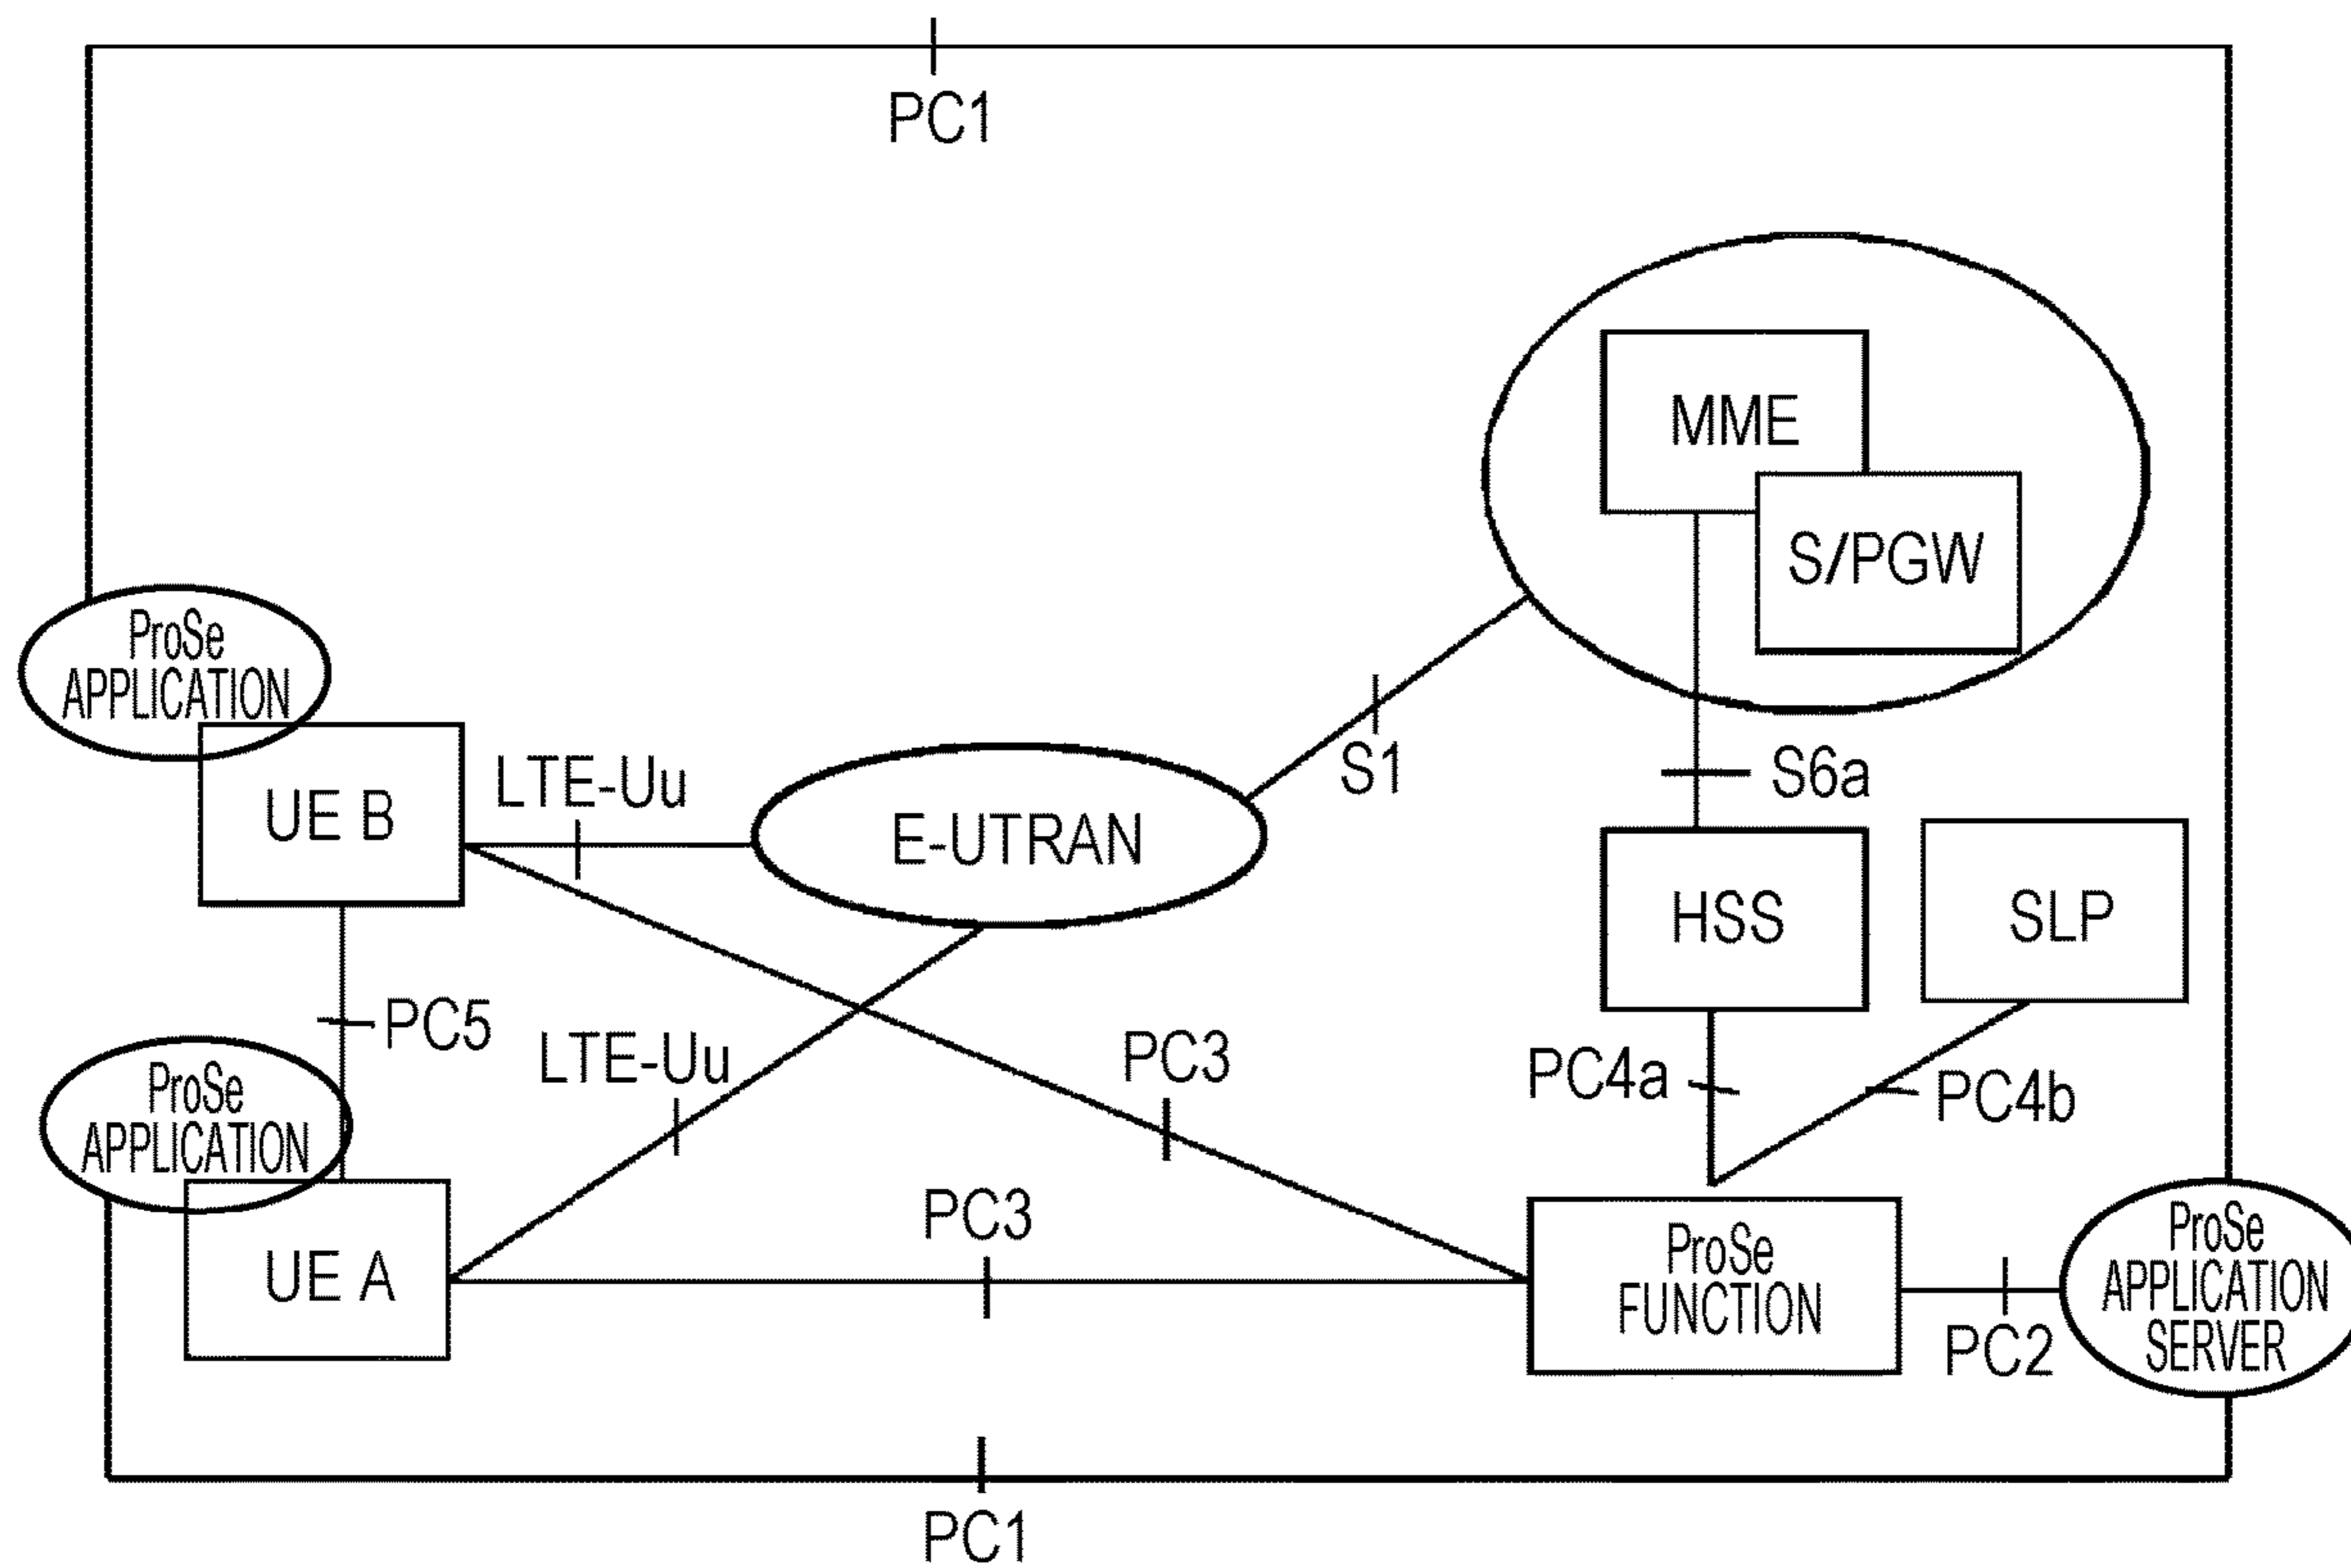 PC1
MME
S/PGW
ProSe
APPLICATION
LTE-Uu
S1
S6a
UE B
E-UTRAN
HSS
SLP
PC5
LTE-Uu
PC3
PC4a
PC4b
ProSe
APPLICATION
PC3
UE A
ProSe
FUNCTION
PC2
ProSe
APPLICATION
SERVER
PC1